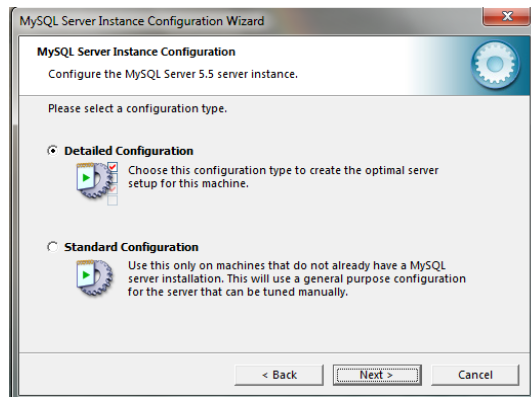 MySQL Server Instance Configuration Wizard
MySQL Server Instance Configuration
Configure the MySQL Server 5.5 server instance.
Please select a configuration type.
Detailed Configuration
Choose this configuration type to create the optimal server
setup for this machine.
Standard Configuration
Use this only on machines that do not already have a MySQL
server installation. This will use a general purpose configuration
for the server that can be tuned manually.
< Back
Next >
Cancel